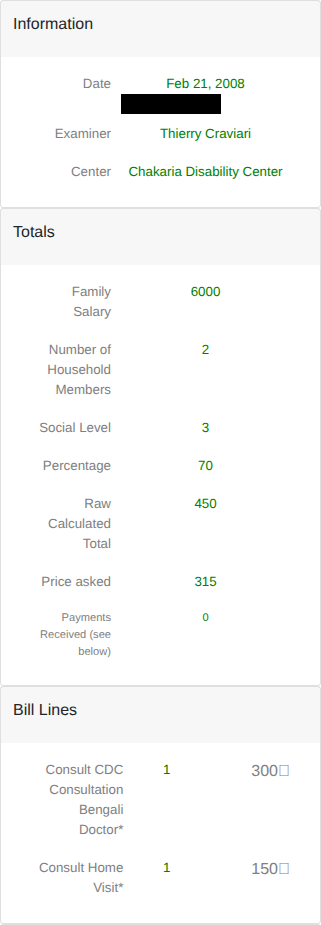 Information
Date Feb 21, 2008
Examiner Thierry Craviari
Center Chakaria Disability Center
Totals
Family 6000
Salary
Number of 2
Household
Members
Social Level 3
Percentage 70
Raw 450
Calculated
Total
Price asked 315
Payments 0
Received (see
below)
Bill Lines
Consult CDC 1 300
Consultation
Bengali
Doctor*
Consult Home 1 150
Visit*